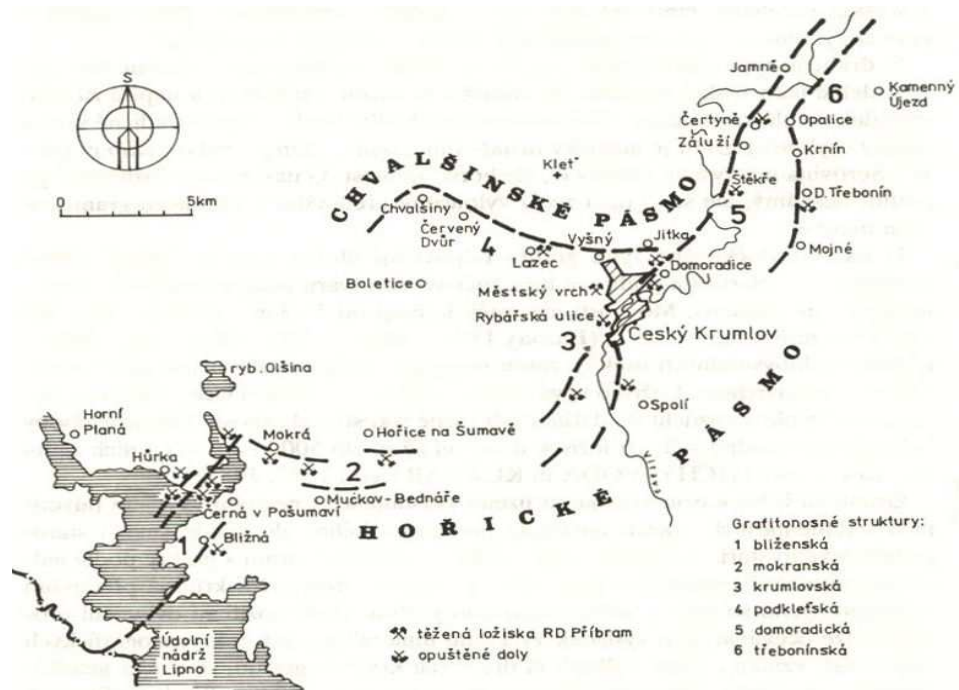 S
0 5km
CHVALŠINSKÉ PÁSMO
Jamné
6
Kamenný
Újezd
Čertyně
Opalice
Záluží
Krnín
Kleť
Štěkře
D. Třebonín
5
Chvalšiny
Červený
Dvůr
4
Lazec
Vyšný
Jitka
Mojné
Domoradice
Boletice
Městský vrch
Rybářská ulice
Český Krumlov
3
ryb. Olšina
Spolí
Horní
Planá
Mokrá
Hořice na Šumavě
Hůrka
2
Mučkov-Bednáře
Černá v Pošumaví
HOŘICKÉ PÁSMO
1
Bližná
Údolní
nádrž
Lipno
těžená ložiska RD Příbram
opuštěné doly
Grafitonosné struktury:
1 bliženská
2 mokranská
3 krumlovská
4 podkleťská
5 domoradická
6 třebonínská